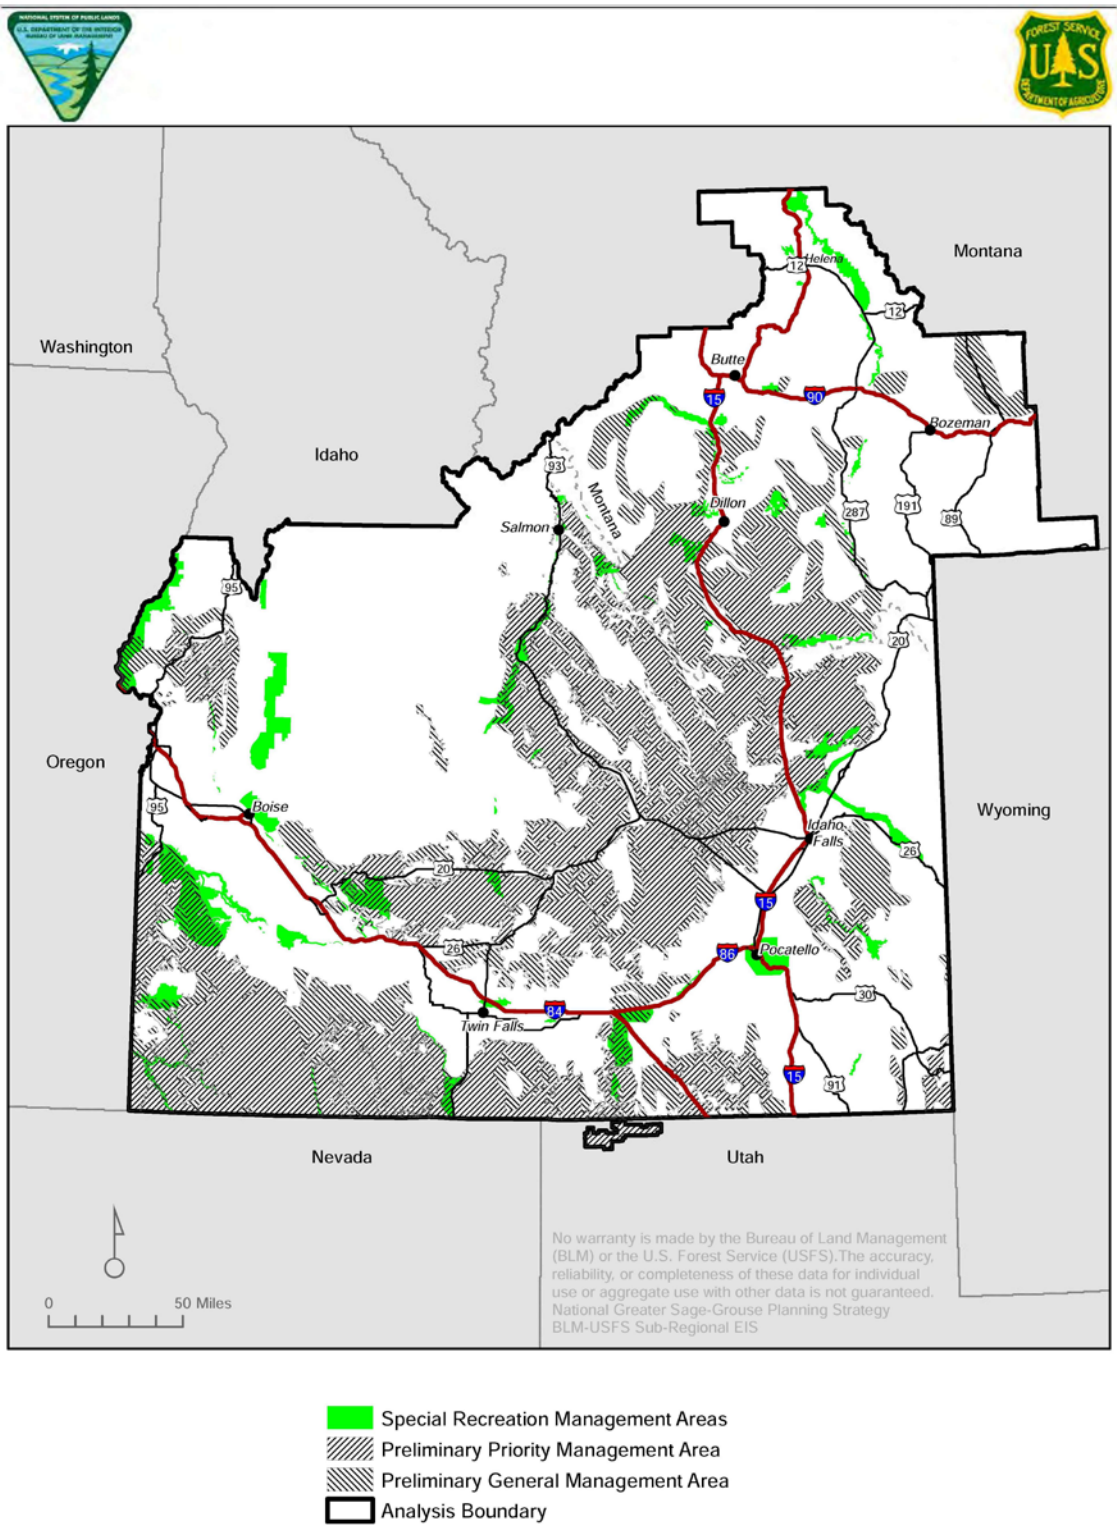 NATIONAL SYSTEM OF PUBLIC LANDS
U.S. DEPARTMENT OF THE INTERIOR
BUREAU OF LAND MANAGEMENT
FOREST SERVICE
U S
DEPARTMENT OF AGRICULTURE
Montana
12
Helena
12
Washington
Butte
15
90
Bozeman
Idaho
93
Montana
Dillon
287
191
89
Salmon
95
20
Oregon
95
Boise
Wyoming
Idaho
Falls
26
20
15
26
86
Pocatello
30
84
Twin Falls
15
91
Nevada
Utah
No warranty is made by the Bureau of Land Management
(BLM) or the U.S. Forest Service (USFS).The accuracy,
reliability, or completeness of these data for individual
use or aggregate use with other data is not guaranteed.
National Greater Sage-Grouse Planning Strategy
BLM-USFS Sub-Regional EIS
0 50 Miles
Special Recreation Management Areas
Preliminary Priority Management Area
Preliminary General Management Area
Analysis Boundary